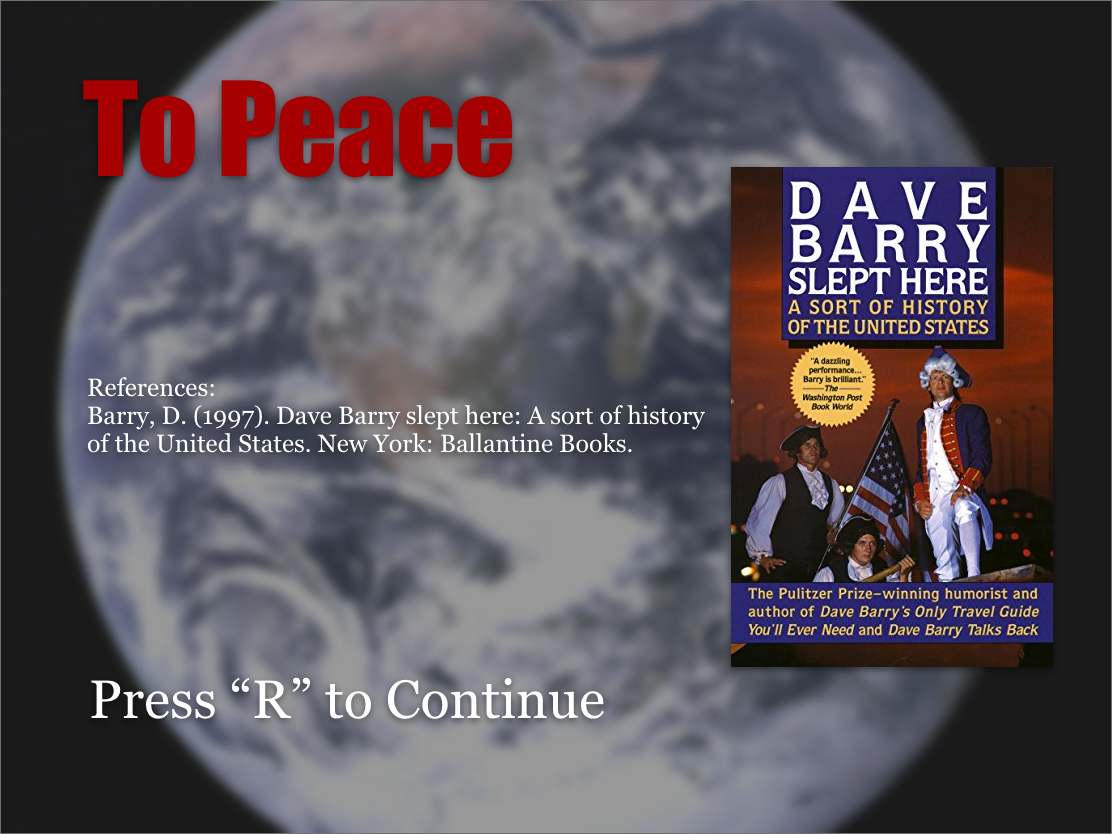 To Peace
References:
Barry, D. (1997). Dave Barry slept here: A sort of history
of the United States. New York: Ballantine Books.
Press “R” to Continue
DAVE
BARRY
SLEPT HERE
A SORT OF HISTORY
OF THE UNITED STATES
"A dazzling
performance...
Barry is brilliant."
—The—
Washington Post
Book World
The Pulitzer Prize–winning humorist and
author of Dave Barry's Only Travel Guide
You'll Ever Need and Dave Barry Talks Back